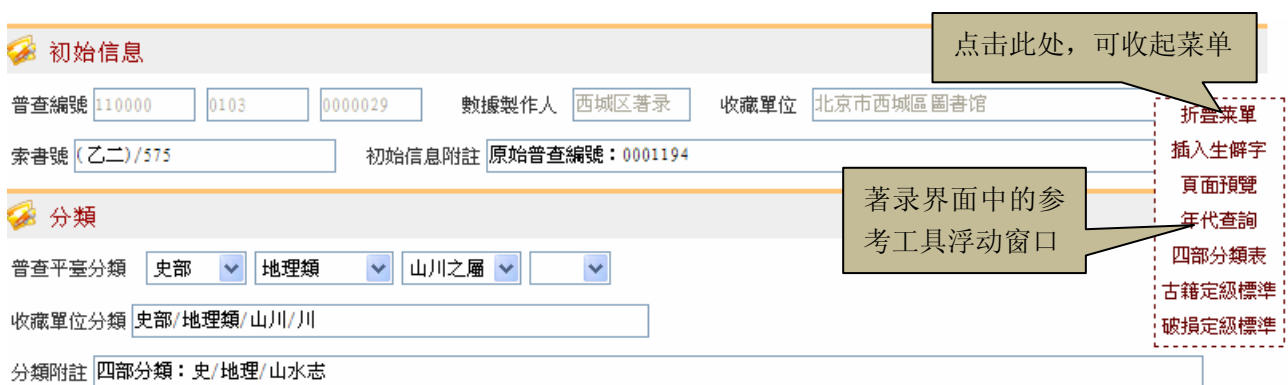 点击此处，可收起菜单
初始信息
普查編號 110000 0103 0000029 數據製作人 西城区著录 收藏單位 北京市西城區圖書馆
索書號 (乙二)/575 初始信息附註 原始普查編號：0001194
折疊菜單
插入生僻字
頁面預覽
年代查詢
四部分類表
古籍定級標準
破損定級標準
著录界面中的参
考工具浮动窗口
分類
普查平臺分類 史部 地理類 山川之屬
收藏單位分類 史部/地理類/山川/川
分類附註 四部分類：史/地理/山水志